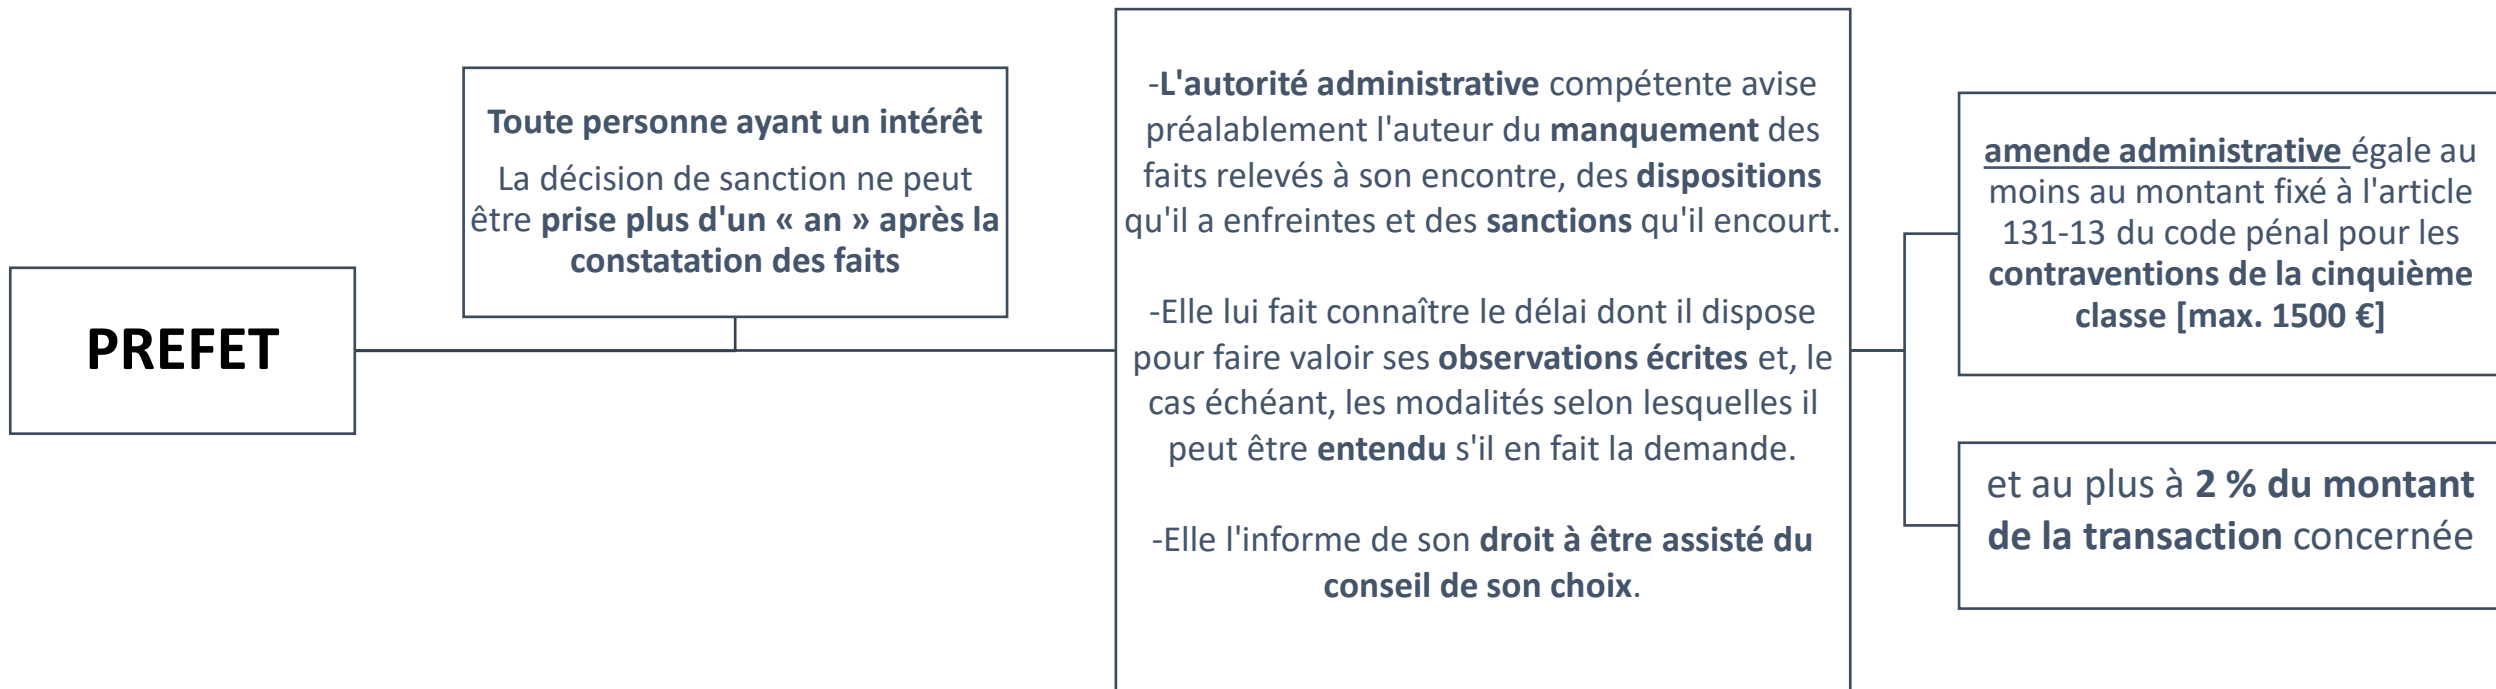 PREFET
Toute personne ayant un intérêt
La décision de sanction ne peut
être prise plus d'un « an » après la
constatation des faits
-L'autorité administrative compétente avise
préalablement l'auteur du manquement des
faits relevés à son encontre, des dispositions
qu'il a enfreintes et des sanctions qu'il encourt.
-Elle lui fait connaître le délai dont il dispose
pour faire valoir ses observations écrites et, le
cas échéant, les modalités selon lesquelles il
peut être entendu s'il en fait la demande.
-Elle l'informe de son droit à être assisté du
conseil de son choix.
amende administrative égale au
moins au montant fixé à l'article
131-13 du code pénal pour les
contraventions de la cinquième
classe [max. 1500 €]
et au plus à 2 % du montant
de la transaction concernée